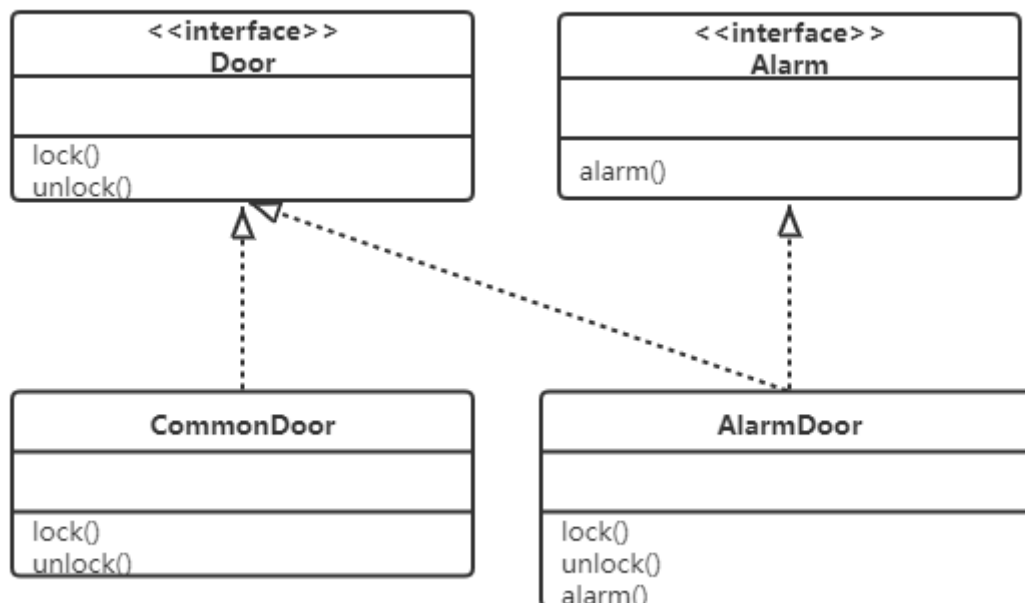 <<interface>>
Door
lock()
unlock()
<<interface>>
Alarm
alarm()
CommonDoor
lock()
unlock()
AlarmDoor
lock()
unlock()
alarm()